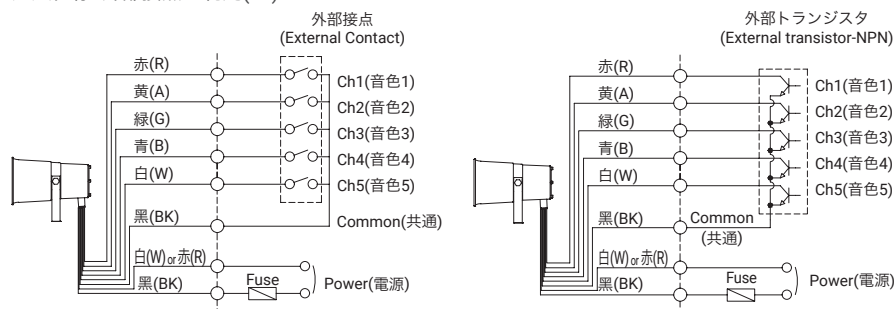 外部接点
(External Contact)
赤(R)
黄(A)
緑(G)
青(B)
白(W)
黒(BK)
白(W)or赤(R)
黒(BK)
Fuse
Ch1(音色1)
Ch2(音色2)
Ch3(音色3)
Ch4(音色4)
Ch5(音色5)
Common(共通)
Power(電源)
外部トランジスタ
(External transistor-NPN)
赤(R)
黄(A)
緑(G)
青(B)
白(W)
黒(BK)
Common
(共通)
白(W)or赤(R)
黒(BK)
Fuse
Ch1(音色1)
Ch2(音色2)
Ch3(音色3)
Ch4(音色4)
Ch5(音色5)
Power(電源)